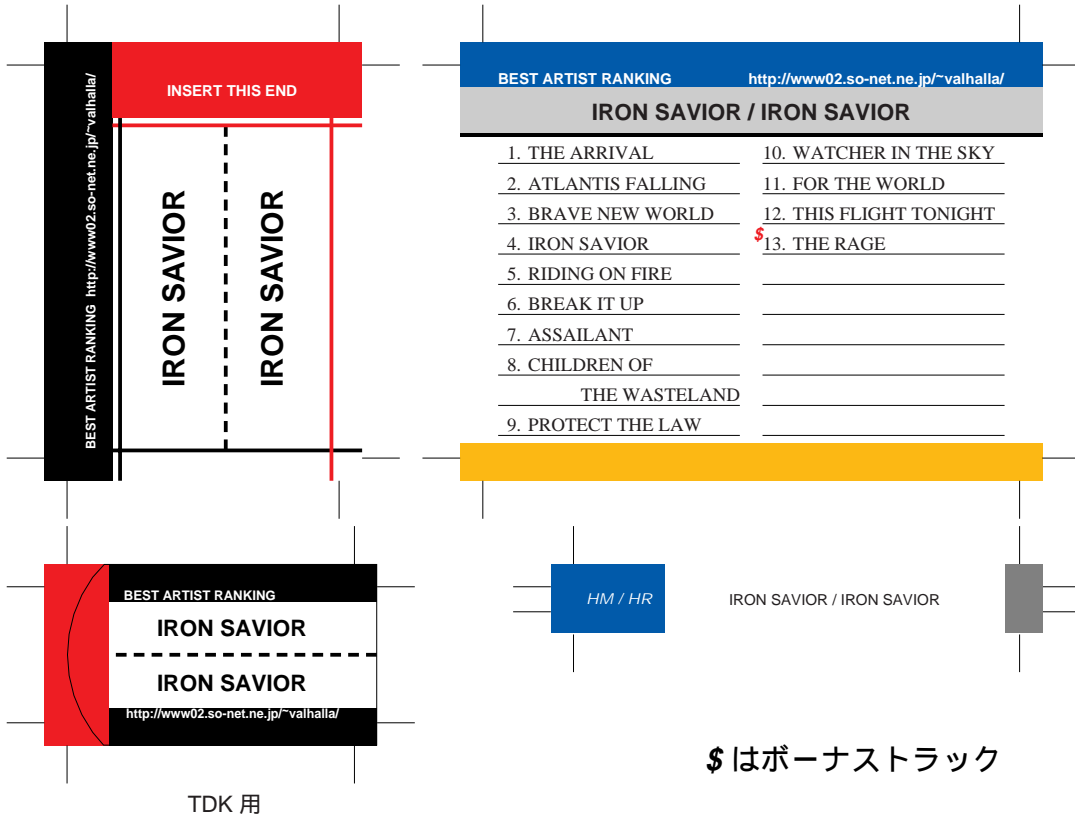 BEST ARTIST RANKING http://www02.so-net.ne.jp/~valhalla/
INSERT THIS END
IRON SAVIOR
IRON SAVIOR
BEST ARTIST RANKING http://www02.so-net.ne.jp/~valhalla/
IRON SAVIOR / IRON SAVIOR
1. THE ARRIVAL
2. ATLANTIS FALLING
3. BRAVE NEW WORLD
4. IRON SAVIOR
5. RIDING ON FIRE
6. BREAK IT UP
7. ASSAILANT
8. CHILDREN OF
THE WASTELAND
9. PROTECT THE LAW
10. WATCHER IN THE SKY
11. FOR THE WORLD
12. THIS FLIGHT TONIGHT
$13. THE RAGE
BEST ARTIST RANKING
IRON SAVIOR
IRON SAVIOR
http://www02.so-net.ne.jp/~valhalla/
TDK 用
HM / HR
IRON SAVIOR / IRON SAVIOR
$ はボーナストラック